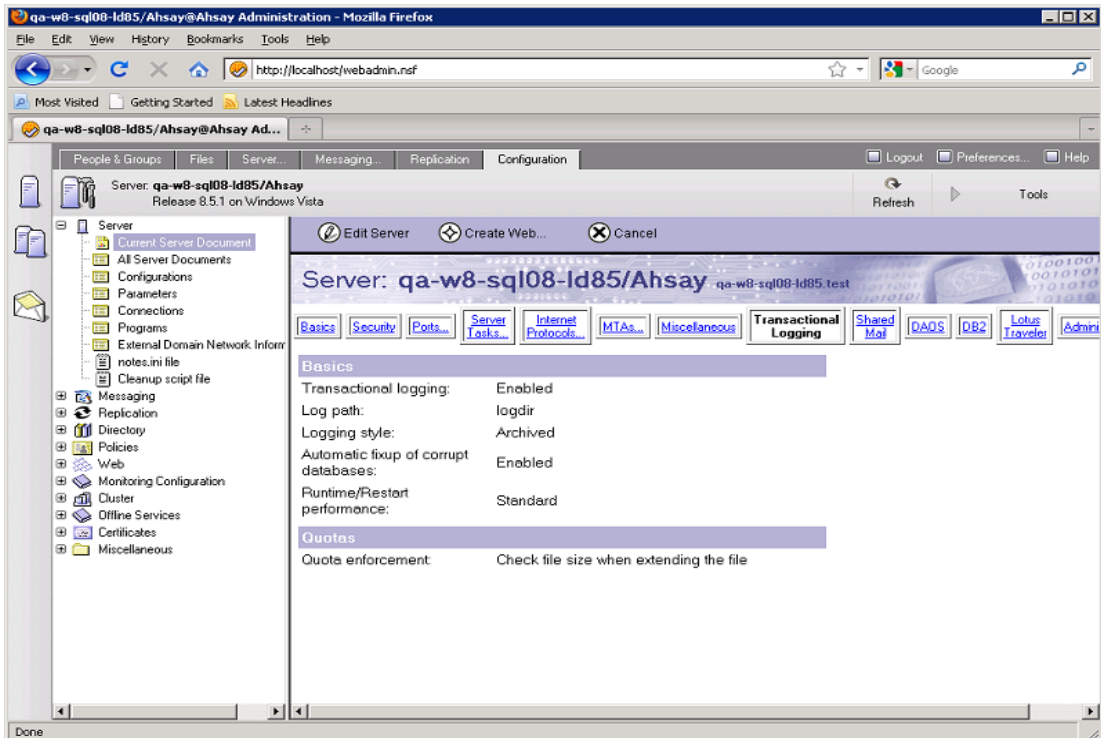 qa-w8-sql08-ld85/Ahsay@Ahsay Administration - Mozilla Firefox
File Edit View History Bookmarks Tools Help
http://localhost/webadmin.nsf
Google
Most Visited Getting Started Latest Headlines
qa-w8-sql08-ld85/Ahsay@Ahsay Ad...
People & Groups Files Server... Messaging... Replication Configuration Logout Preferences... Help
Server: qa-w8-sql08-ld85/Ahsay
Release 8.5.1 on Windows Vista
Refresh
Tools
Server
Current Server Document
All Server Documents
Configurations
Parameters
Connections
Programs
External Domain Network Inform
notes.ini file
Cleanup script file
Messaging
Replication
Directory
Policies
Web
Monitoring Configuration
Cluster
Offline Services
Certificates
Miscellaneous
Edit Server Create Web... Cancel
Server: qa-w8-sql08-ld85/Ahsay qa-w8-sql08-ld85.test
Basics Security Ports... Server Tasks... Internet Protocols... MTAs... Miscellaneous Transactional Logging Shared Mail DAOS DB2 Lotus Traveler Admini
Basics
Transactional logging: Enabled
Log path: logdir
Logging style: Archived
Automatic fixup of corrupt databases: Enabled
Runtime/Restart performance: Standard
Quotas
Quota enforcement: Check file size when extending the file
Done